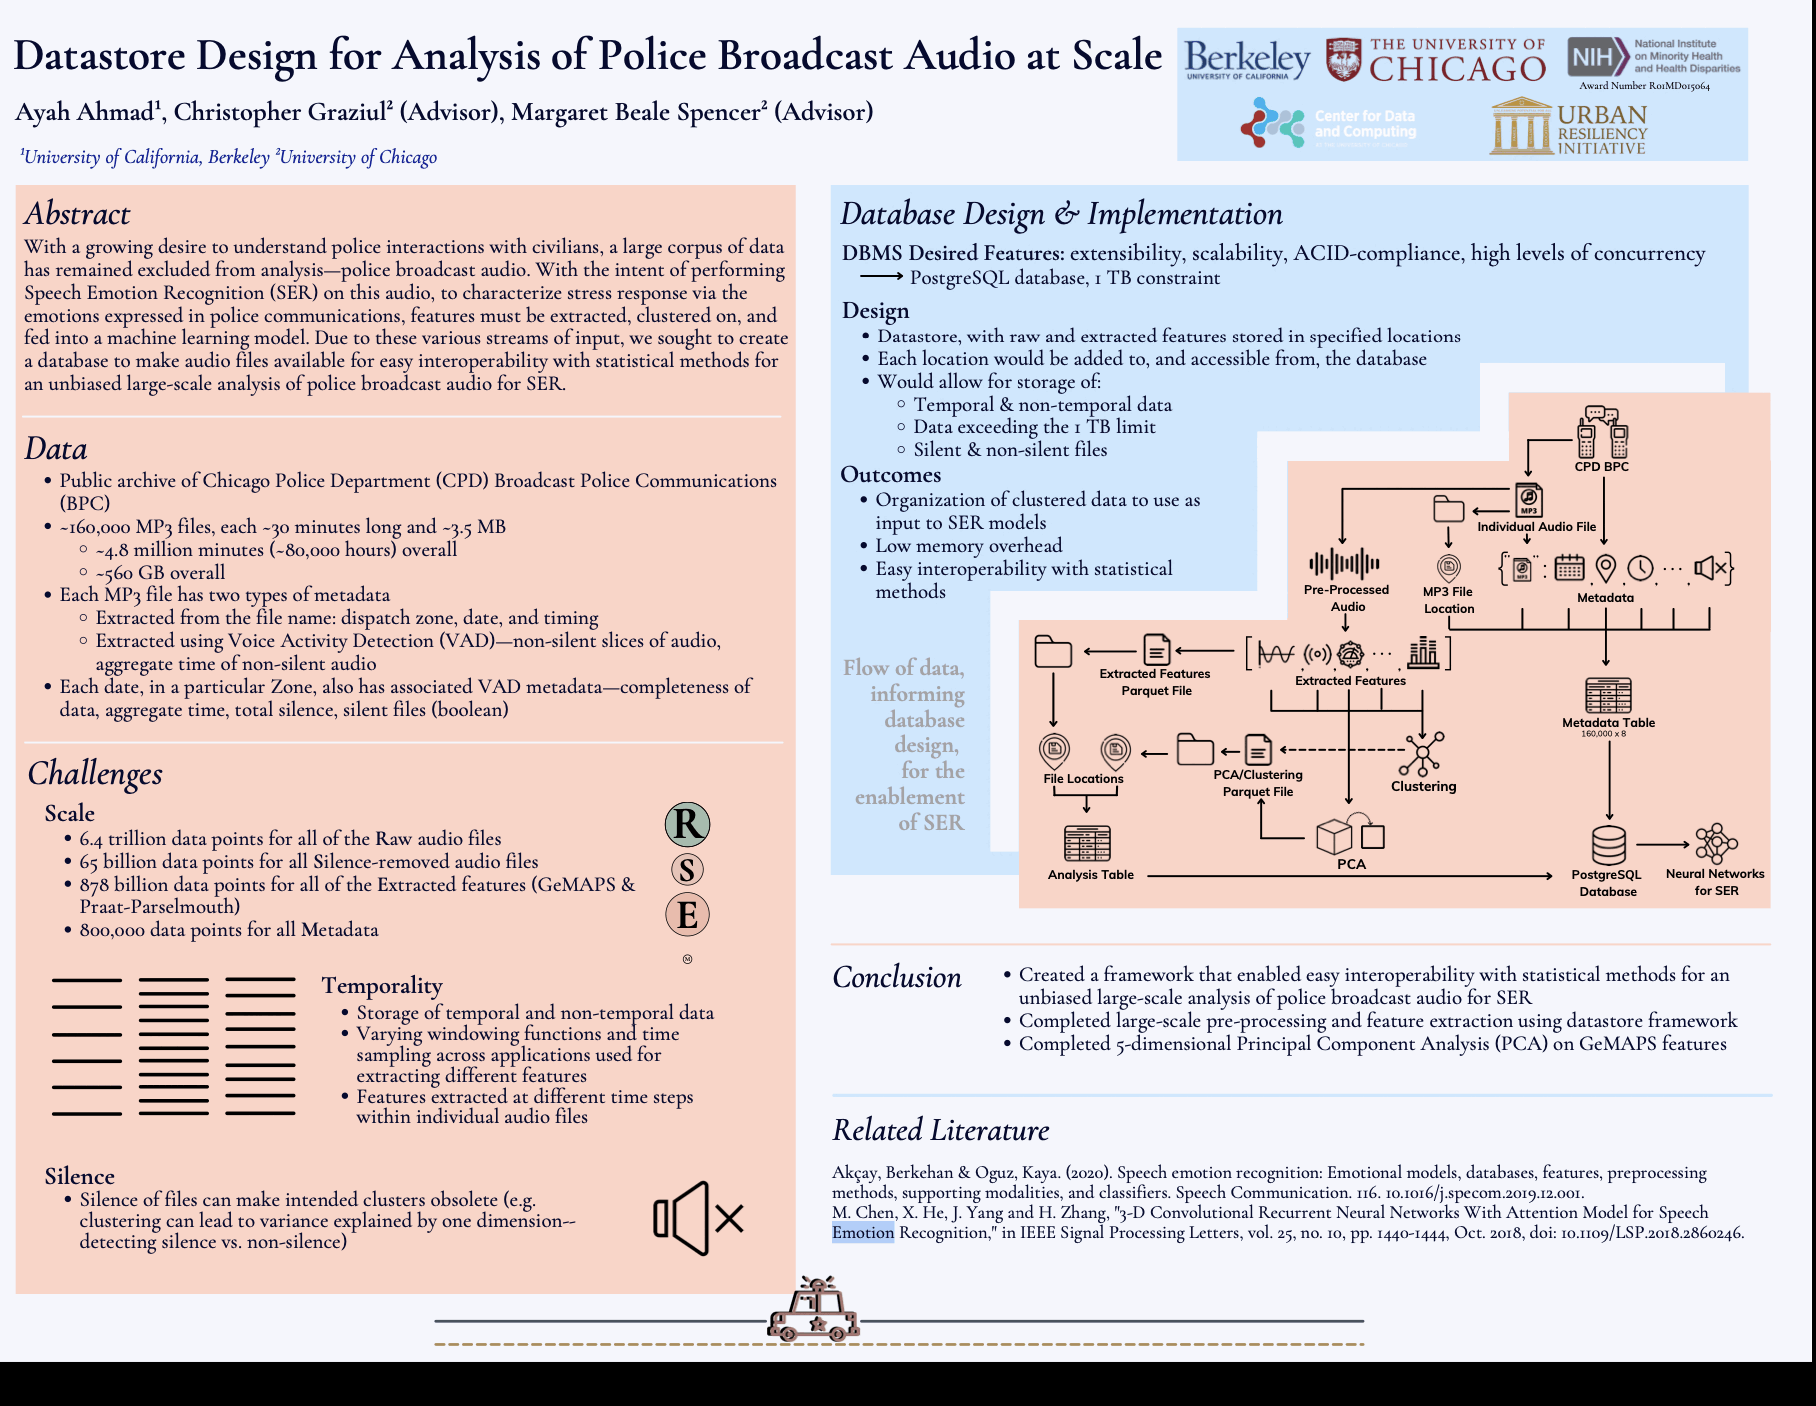 Datastore Design for Analysis of Police Broadcast Audio at Scale
Ayah Ahmad¹, Christopher Graziul² (Advisor), Margaret Beale Spencer² (Advisor)
¹University of California, Berkeley ²University of Chicago
Berkeley
UNIVERSITY OF CALIFORNIA
THE UNIVERSITY OF
CHICAGO
NIH
National Institute
on Minority Health
and Health Disparities
Award Number R01MD015064
Center for Data
and Computing
URBAN
RESILIENCY
INITIATIVE
Abstract
With a growing desire to understand police interactions with civilians, a large corpus of data
has remained excluded from analysis—police broadcast audio. With the intent of performing
Speech Emotion Recognition (SER) on this audio, to characterize stress response via the
emotions expressed in police communications, features must be extracted, clustered on, and
fed into a machine learning model. Due to these various streams of input, we sought to create
a database to make audio files available for easy interoperability with statistical methods for
an unbiased large-scale analysis of police broadcast audio for SER.
Data
• Public archive of Chicago Police Department (CPD) Broadcast Police Communications
(BPC)
• ~160,000 MP3 files, each ~30 minutes long and ~3.5 MB
◦ ~4.8 million minutes (~80,000 hours) overall
◦ ~560 GB overall
• Each MP3 file has two types of metadata
◦ Extracted from the file name: dispatch zone, date, and timing
◦ Extracted using Voice Activity Detection (VAD)—non-silent slices of audio,
aggregate time of non-silent audio
• Each date, in a particular Zone, also has associated VAD metadata—completeness of
data, aggregate time, total silence, silent files (boolean)
Challenges
Scale
• 6.4 trillion data points for all of the Raw audio files
• 65 billion data points for all Silence-removed audio files
• 878 billion data points for all of the Extracted features (GeMAPS &
Praat-Parselmouth)
• 800,000 data points for all Metadata
R
S
E
M
Temporality
• Storage of temporal and non-temporal data
• Varying windowing functions and time
sampling across applications used for
extracting different features
• Features extracted at different time steps
within individual audio files
Silence
• Silence of files can make intended clusters obsolete (e.g.
clustering can lead to variance explained by one dimension--
detecting silence vs. non-silence)
Database Design & Implementation
DBMS Desired Features: extensibility, scalability, ACID-compliance, high levels of concurrency
PostgreSQL database, 1 TB constraint
Design
• Datastore, with raw and extracted features stored in specified locations
• Each location would be added to, and accessible from, the database
• Would allow for storage of:
◦ Temporal & non-temporal data
◦ Data exceeding the 1 TB limit
◦ Silent & non-silent files
Outcomes
• Organization of clustered data to use as
input to SER models
• Low memory overhead
• Easy interoperability with statistical
methods
Flow of data,
informing
database
design,
for the
enablement
of SER
CPD BPC
MP3
Individual Audio File
Pre-Processed
Audio
MP3 File
Location
MP3
Metadata
Extracted Features
Parquet File
Extracted Features
Metadata Table
160,000 x 8
File Locations
PCA/Clustering
Parquet File
Clustering
PCA
Analysis Table
PostgreSQL
Database
Neural Networks
for SER
Conclusion
• Created a framework that enabled easy interoperability with statistical methods for an
unbiased large-scale analysis of police broadcast audio for SER
• Completed large-scale pre-processing and feature extraction using datastore framework
• Completed 5-dimensional Principal Component Analysis (PCA) on GeMAPS features
Related Literature
Akçay, Berkehan & Oguz, Kaya. (2020). Speech emotion recognition: Emotional models, databases, features, preprocessing
methods, supporting modalities, and classifiers. Speech Communication. 116. 10.1016/j.specom.2019.12.001.
M. Chen, X. He, J. Yang and H. Zhang, "3-D Convolutional Recurrent Neural Networks With Attention Model for Speech
Emotion Recognition," in IEEE Signal Processing Letters, vol. 25, no. 10, pp. 1440-1444, Oct. 2018, doi: 10.1109/LSP.2018.2860246.